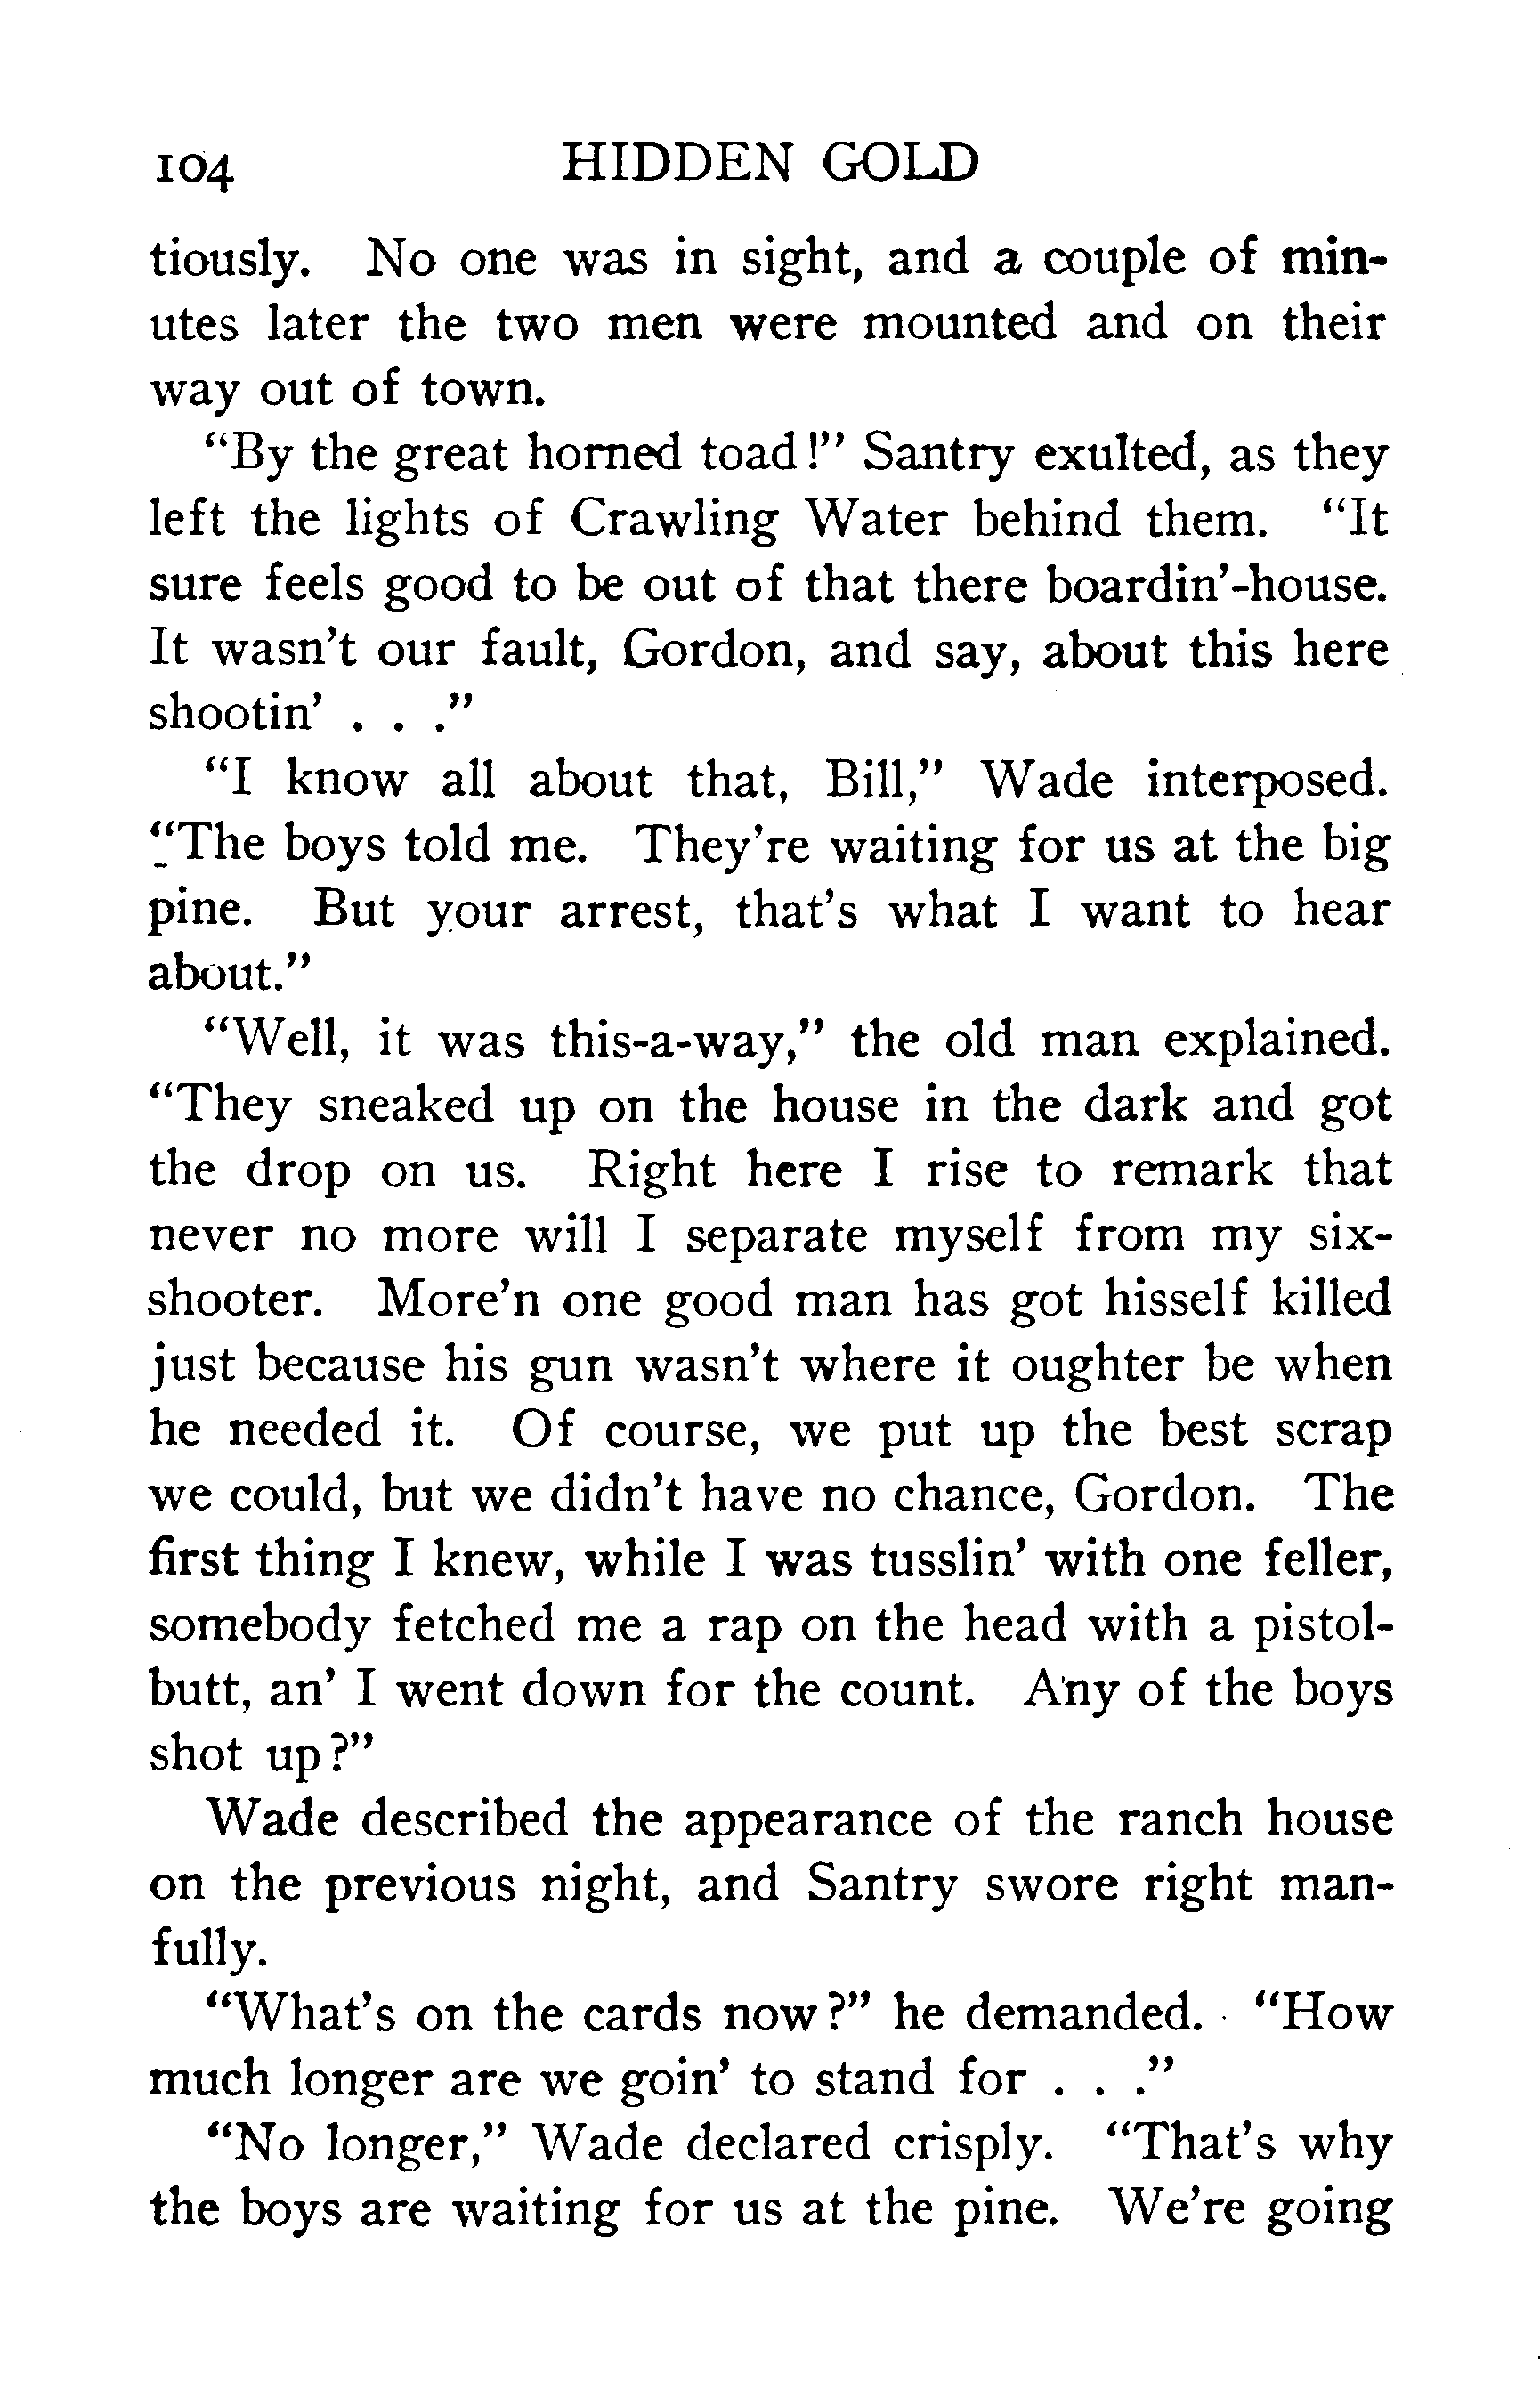 104 HIDDEN GOLD
tiously. No one was in sight, and a couple of min-
utes later the two men were mounted and on their
way out of town.
“By the great horned toad!” Santry exulted, as they
left the lights of Crawling Water behind them. “It
sure feels good to be out of that there boardin’-house.
It wasn’t our fault, Gordon, and say, about this here
shootin’ . . .”
“I know all about that, Bill,” Wade interposed.
“The boys told me. They’re waiting for us at the big
pine. But your arrest, that’s what I want to hear
about.”
“Well, it was this-a-way,” the old man explained.
“They sneaked up on the house in the dark and got
the drop on us. Right here I rise to remark that
never no more will I separate myself from my six-
shooter. More’n one good man has got hisself killed
just because his gun wasn’t where it oughter be when
he needed it. Of course, we put up the best scrap
we could, but we didn’t have no chance, Gordon. The
first thing I knew, while I was tusslin’ with one feller,
somebody fetched me a rap on the head with a pistol-
butt, an’ I went down for the count. Any of the boys
shot up?”
Wade described the appearance of the ranch house
on the previous night, and Santry swore right man-
fully.
“What’s on the cards now?” he demanded. “How
much longer are we goin’ to stand for . . .”
“No longer,” Wade declared crisply. “That’s why
the boys are waiting for us at the pine. We’re going